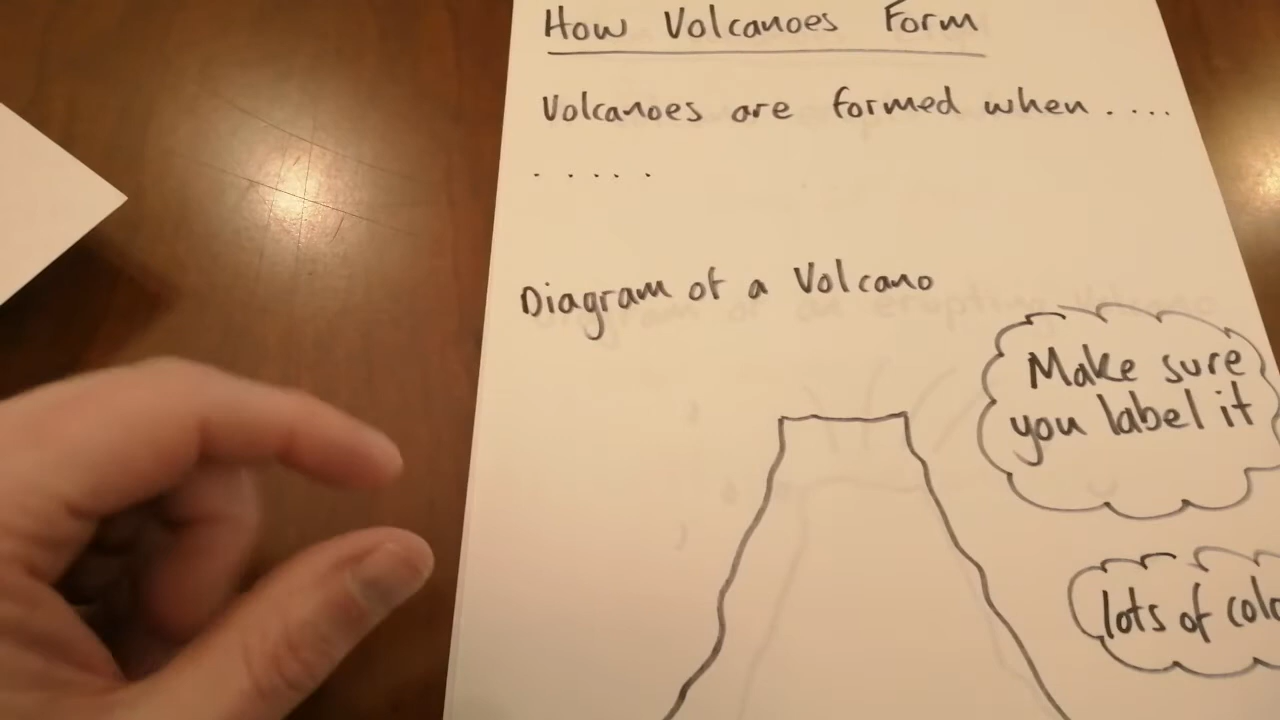 How Volcanoes Form
Volcanoes are formed when ....
.....
Diagram of a Volcano
Make sure
you label it
lots of